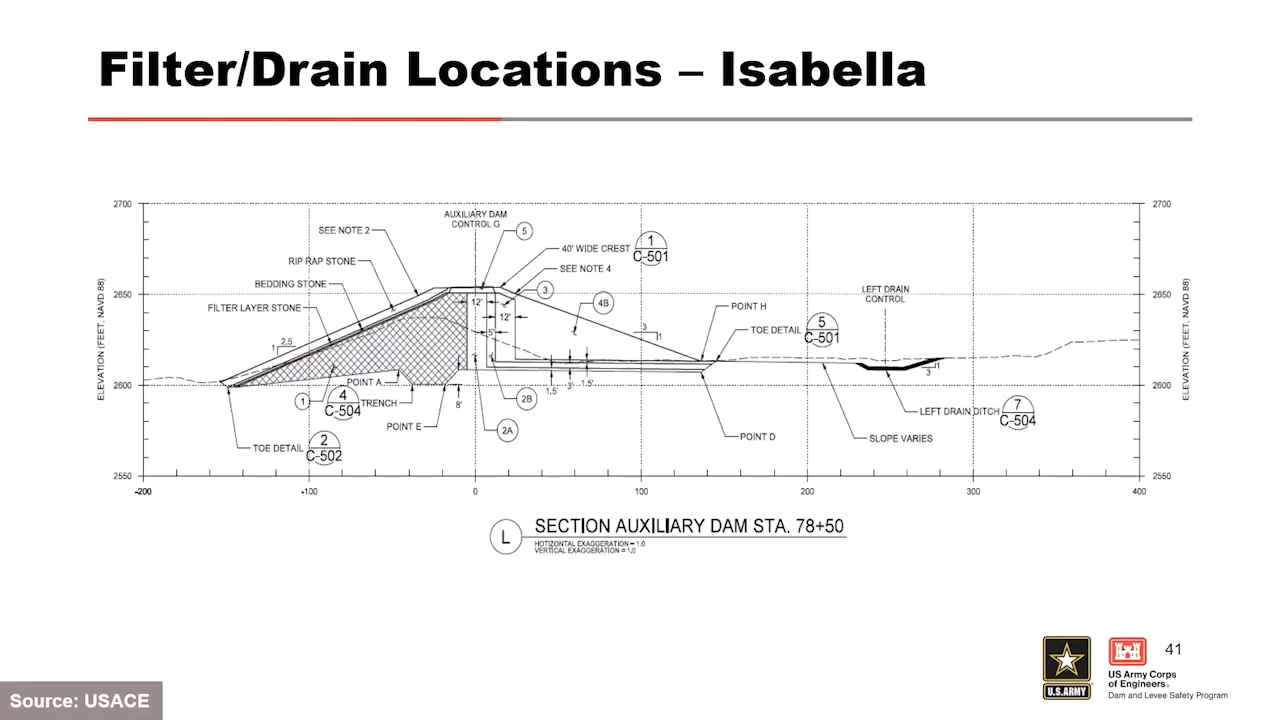 Filter/Drain Locations – Isabella
2700
2700
AUXILIARY DAM
CONTROL G
SEE NOTE 2
5
1
C-501
40' WIDE CREST
RIP RAP STONE
SEE NOTE 4
BEDDING STONE
3
LEFT DRAIN
CONTROL
2650
2650
12'
4B
FILTER LAYER STONE
POINT H
12'
TOE DETAIL
5
C-501
5'
3
1
2.5
1
ELEVATION (FEET, NAVD 88)
ELEVATION (FEET, NAVD 88)
3
1
POINT A
1.5'
3'
1.5'
2600
2600
1
4
C-504
TRENCH
8'
2B
LEFT DRAIN DITCH
7
C-504
POINT E
2A
POINT D
SLOPE VARIES
TOE DETAIL
2
C-502
2550
2550
-200
-100
0
100
200
300
400
L
SECTION AUXILIARY DAM STA. 78+50
HOTIZONTAL EXAGGERATION = 1.0
VERTICAL EXAGGERATION = 1.0
41
U.S.ARMY
US Army Corps
of Engineers®
Dam and Levee Safety Program
Source: USACE